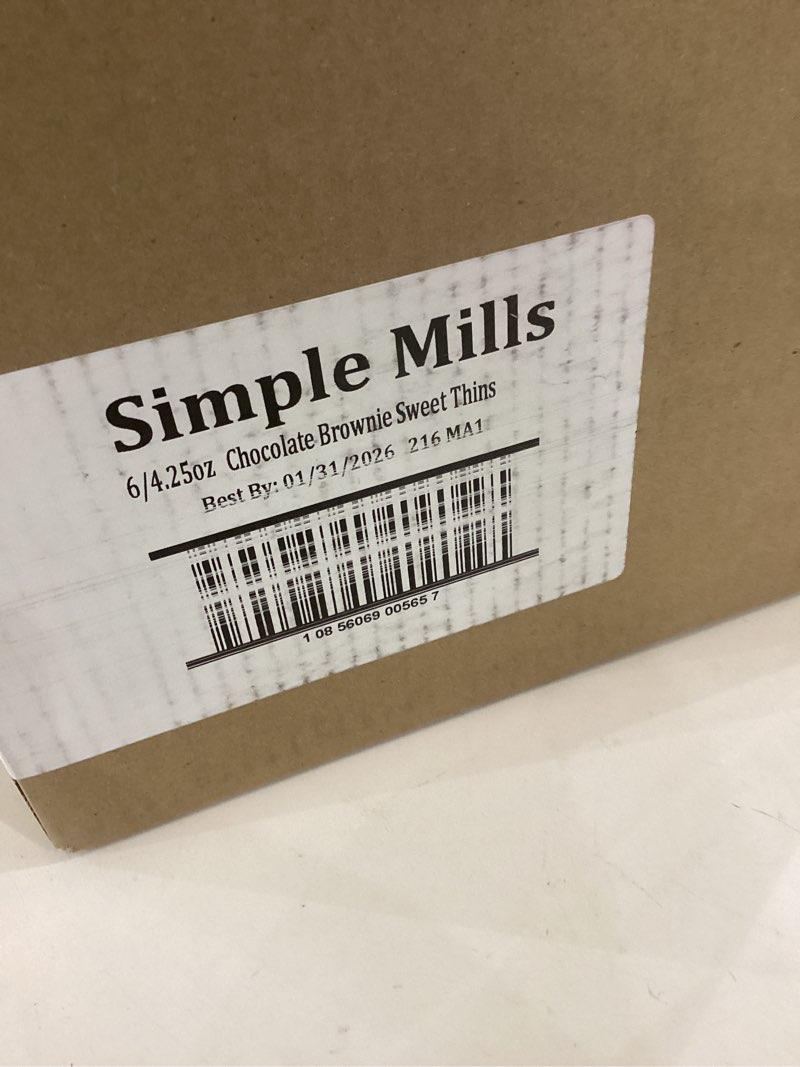 Simple Mills
6/4.25oz Chocolate Brownie Sweet Thins
Best By: 01/31/2026 216 MA1
1 08 56069 00565 7